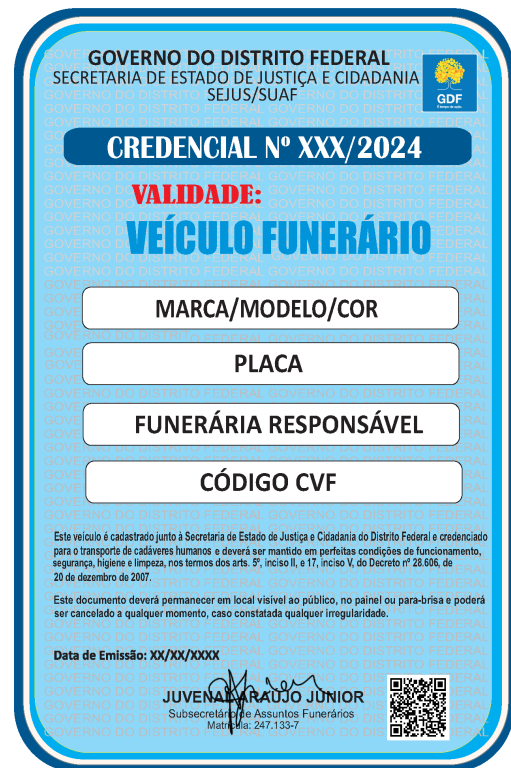 GOVERNO DO DISTRITO FEDERAL
SECRETARIA DE ESTADO DE JUSTIÇA E CIDADANIA
SEJUS/SUAF
GDF
CREDENCIAL Nº XXX/2024
VALIDADE:
VEÍCULO FUNERÁRIO
MARCA/MODELO/COR
PLACA
FUNERÁRIA RESPONSÁVEL
CÓDIGO CVF
Este veículo é cadastrado junto à Secretaria de Estado de Justiça e Cidadania do Distrito Federal e credenciado
para o transporte de cadáveres humanos e deverá ser mantido em perfeitas condições de funcionamento,
segurança, higiene e limpeza, nos termos dos arts. 5º, inciso II, e 17, inciso V, do Decreto nº 28.606, de
20 de dezembro de 2007.
Este documento deverá permanecer em local visível ao público, no painel ou para-brisa e poderá
ser cancelado a qualquer momento, caso constatada qualquer irregularidade.
Data de Emissão: XX/XX/XXXX
JUVENAL ARAÚJO JÚNIOR
Subsecretário de Assuntos Funerários
Matrícula: 247.133-7